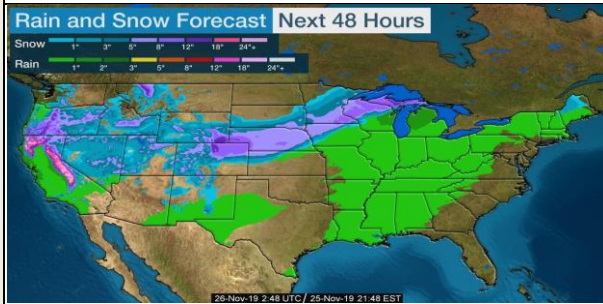 Rain and Snow Forecast Next 48 Hours
Snow
1" 3" 5" 8" 12" 18" 24"+
Rain
1" 2" 3" 5" 8" 12" 18" 24"+
26-Nov-19 2:48 UTC / 25-Nov-19 21:48 EST